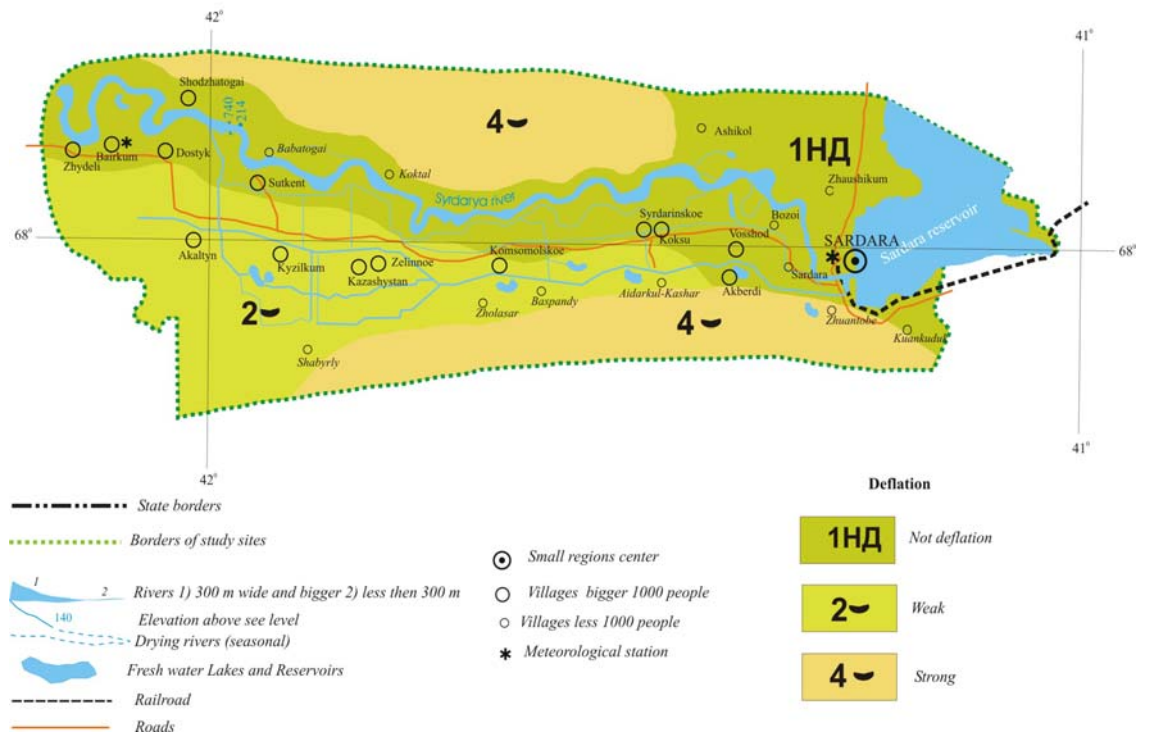 42°
41°
Shodzhatogai
740
214
4
Ashikol
1НД
Bairkum
Zhydeli
Dostyk
Babatogai
Koktal
Zhaushikum
Sutkent
Syrdarya river
Syrdarinskoe
Bozoi
Koksu
Vosshod
SARDARA
Sardara reservoir
68°
68°
Akaltyn
Kyzilkum
Zelinnoe
Kazashystan
Komsomolskoe
Sardara
Akberdi
Aidarkul-Kashar
Baspandy
Zholasar
2
4
Zhuantobe
Kuankuduk
Shabyrly
42°
41°
State borders
Borders of study sites
1
2
Rivers 1) 300 m wide and bigger 2) less then 300 m
140
Elevation above see level
Drying rivers (seasonal)
Fresh water Lakes and Reservoirs
Railroad
Roads
Small regions center
Villages bigger 1000 people
Villages less 1000 people
Meteorological station
Deflation
1НД
Not deflation
2
Weak
4
Strong